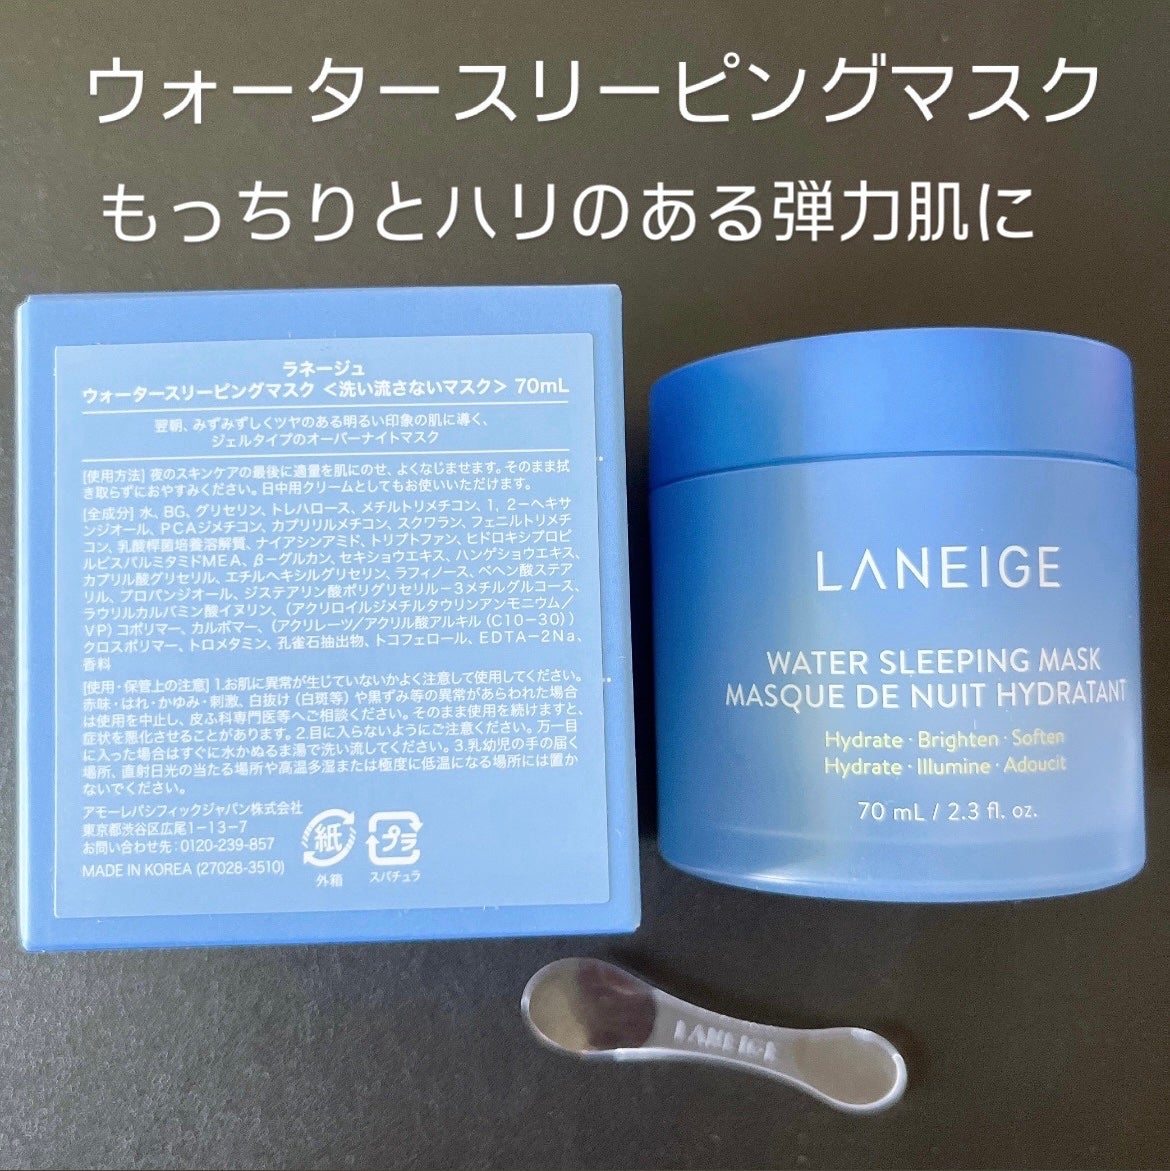 ウォータースリーピングマスク
もっちりとハリのある弾力肌に
ラネージュ
ウォータースリーピングマスク <洗い流さないマスク> 70mL
翌朝、みずみずしくツヤのある明るい印象の肌に導く、
ジェルタイプのオーバーナイトマスク
[使用方法] 夜のスキンケアの最後に適量を肌にのせ、よくなじませます。そのまま拭
き取らずにおやすみください。日中用クリームとしてもお使いいただけます。
[全成分] 水、BG、グリセリン、トレハロース、メチルトリメチコン、1, 2-ヘキサ
ンジオール、PCAジメチコン、カプリリルメチコン、スクワラン、フェニルトリメチ
コン、乳酸桿菌培養溶解質、ナイアシンアミド、トリプトファン、ヒドロキシプロピ
ルビスパルミタミドMEA、β-グルカン、セキショウエキス、ハンゲショウエキス、
カプリル酸グリセリル、エチルヘキシルグリセリン、ラフィノース、ベヘン酸ステア
リル、プロパンジオール、ジステアリン酸ポリグリセリル-3メチルグルコース、
ラウリルカルバミン酸イヌリン、(アクリロイルジメチルタウリンアンモニウム/
VP) コポリマー、カルボマー、(アクリレーツ/アクリル酸アルキル (C10-30))
クロスポリマー、トロメタミン、孔雀石抽出物、トコフェロール、EDTA-2Na、
香料
[使用・保管上の注意] 1.お肌に異常が生じていないかよく注意して使用してください。
赤味・はれ・かゆみ・刺激、白抜け (白斑等) や黒ずみ等の異常があらわれた場合
は使用を中止し、皮ふ科専門医等へご相談ください。そのまま使用を続けますと、
症状を悪化させることがあります。2.目に入らないようにご注意ください。万一目
に入った場合はすぐに水かぬるま湯で洗い流してください。3.乳幼児の手の届く
場所、直射日光の当たる場所や高温多湿または極度に低温になる場所には置か
ないでください。
アモーレパシフィックジャパン株式会社
東京都渋谷区広尾1-13-7
お問い合わせ先：0120-239-857
MADE IN KOREA (27028-3510)
紙
外箱
プラ
スパチュラ
LANEIGE
WATER SLEEPING MASK
MASQUE DE NUIT HYDRATANT
Hydrate · Brighten · Soften
Hydrate · Illumine · Adoucit
70 mL / 2.3 fl. oz.
LANEIGE